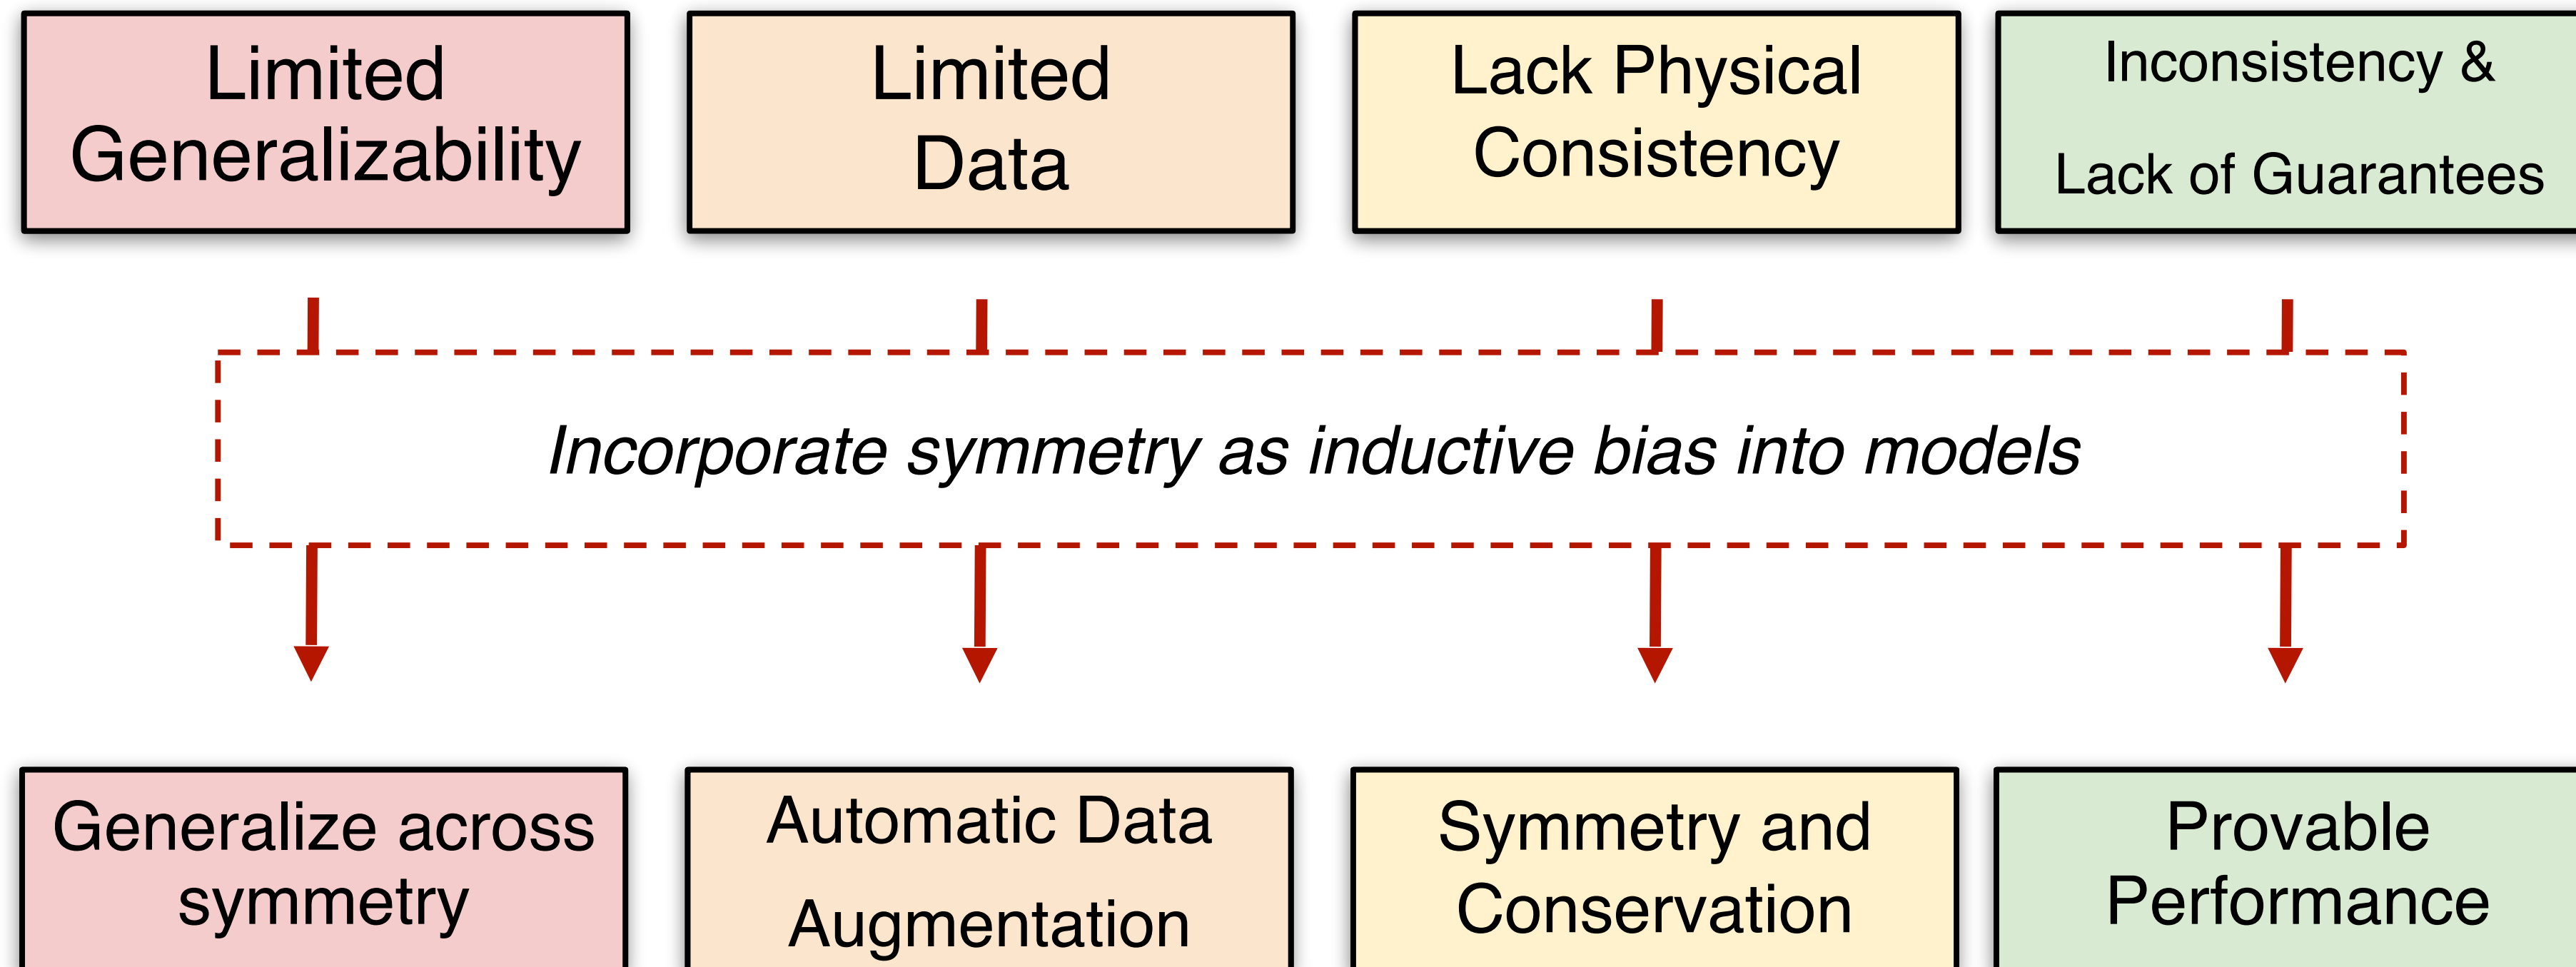 Limited
Generalizability
Limited
Data
Lack Physical
Consistency
Inconsistency &
Lack of Guarantees
Incorporate symmetry as inductive bias into models
Generalize across
symmetry
Automatic Data
Augmentation
Symmetry and
Conservation
Provable
Performance